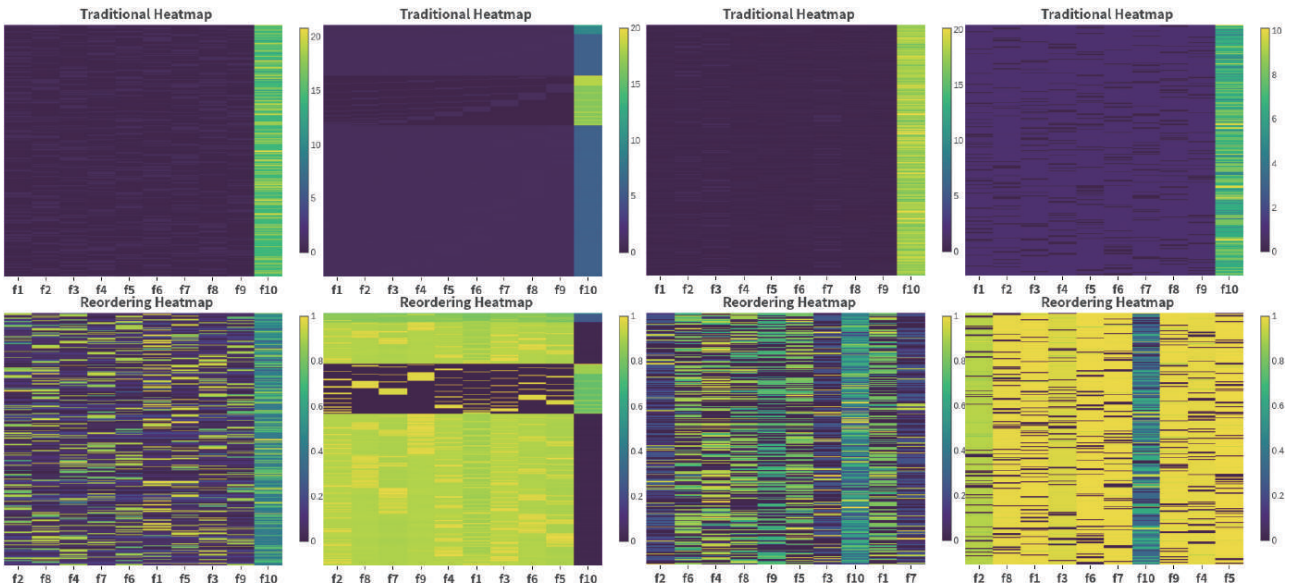 Traditional Heatmap Traditional Heatmap Traditional Heatmap Traditional Heatmap
20 20 20 10
15 15 15 8
10 10 10 6
4
5 5 5 2
0 0 0 0
f1 f2 f3 f4 f5 f6 f7 f8 f9 f10 f1 f2 f3 f4 f5 f6 f7 f8 f9 f10 f1 f2 f3 f4 f5 f6 f7 f8 f9 f10 f1 f2 f3 f4 f5 f6 f7 f8 f9 f10
Reordering Heatmap Reordering Heatmap Reordering Heatmap Reordering Heatmap
1 1 1 1
0.8 0.8 0.8 0.8
0.6 0.6 0.6 0.6
0.4 0.4 0.4 0.4
0.2 0.2 0.2 0.2
0 0 0 0
f2 f8 f4 f7 f6 f1 f5 f3 f9 f10 f2 f8 f7 f9 f4 f1 f3 f6 f5 f10 f2 f6 f4 f8 f9 f5 f3 f10 f1 f7 f2 f8 f1 f3 f6 f7 f10 f9 f4 f5